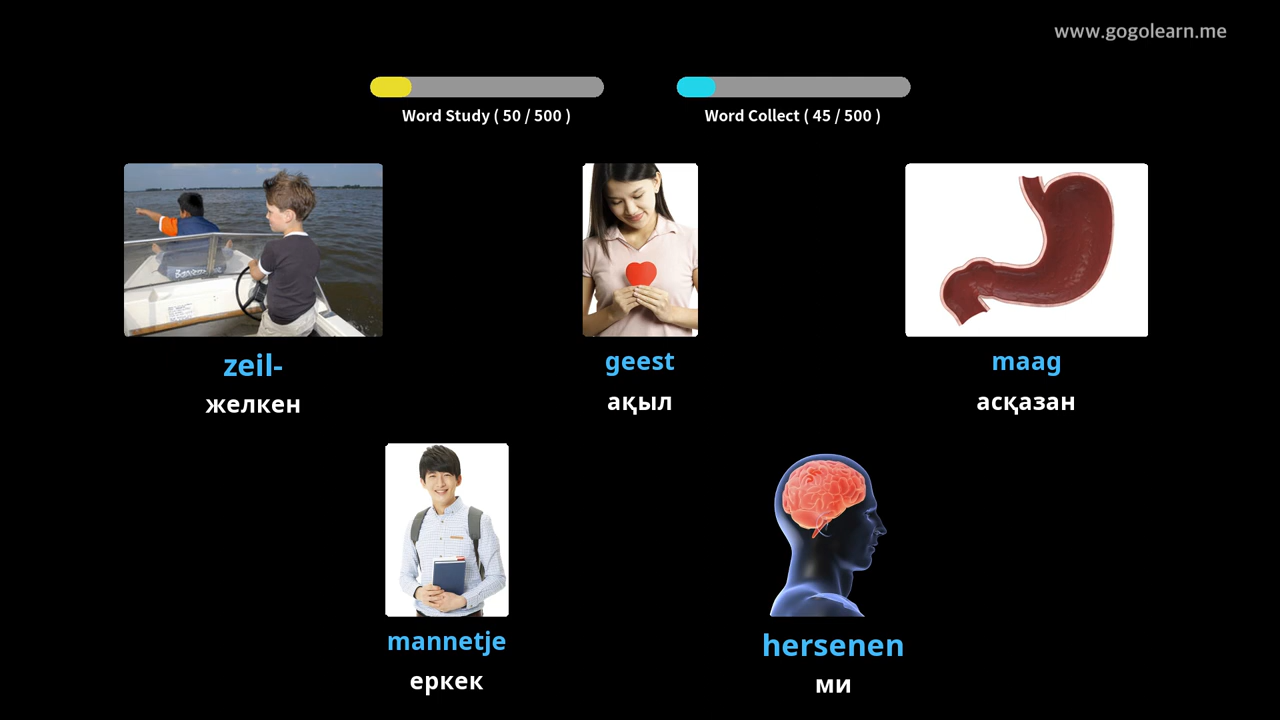 www.gogolearn.me
Word Study ( 50 / 500 )
Word Collect ( 45 / 500 )
zeil-
желкен
geest
ақыл
maag
асқазан
mannetje
еркек
hersenen
ми